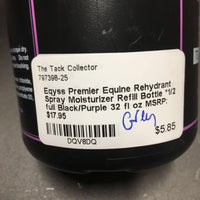 The Tack Collector
797398-25
Eqyss Premier Equine Rehydrant
Spray Moisturizer Refill Bottle *1/2
full Black/Purple 32 fl oz MSRP:
$17.95
$5.85
DQV8DQ